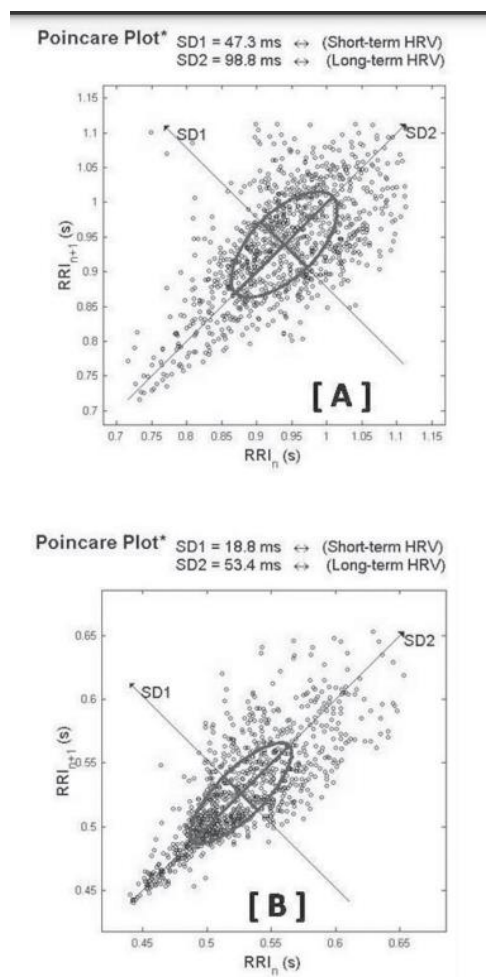 Poincare Plot* SD1 = 47.3 ms ↔ (Short-term HRV)
SD2 = 98.8 ms ↔ (Long-term HRV)
1.15
1.1
1.05
1
0.95
0.9
0.85
0.8
0.75
0.7
RRIn+1 (s)
SD1
SD2
[ A ]
0.7 0.75 0.8 0.85 0.9 0.95 1 1.05 1.1 1.15
RRIn (s)
Poincare Plot* SD1 = 18.8 ms ↔ (Short-term HRV)
SD2 = 53.4 ms ↔ (Long-term HRV)
0.65
0.6
0.55
0.5
0.45
RRIn+1 (s)
SD1
SD2
[ B ]
0.45 0.5 0.55 0.6 0.65
RRIn (s)